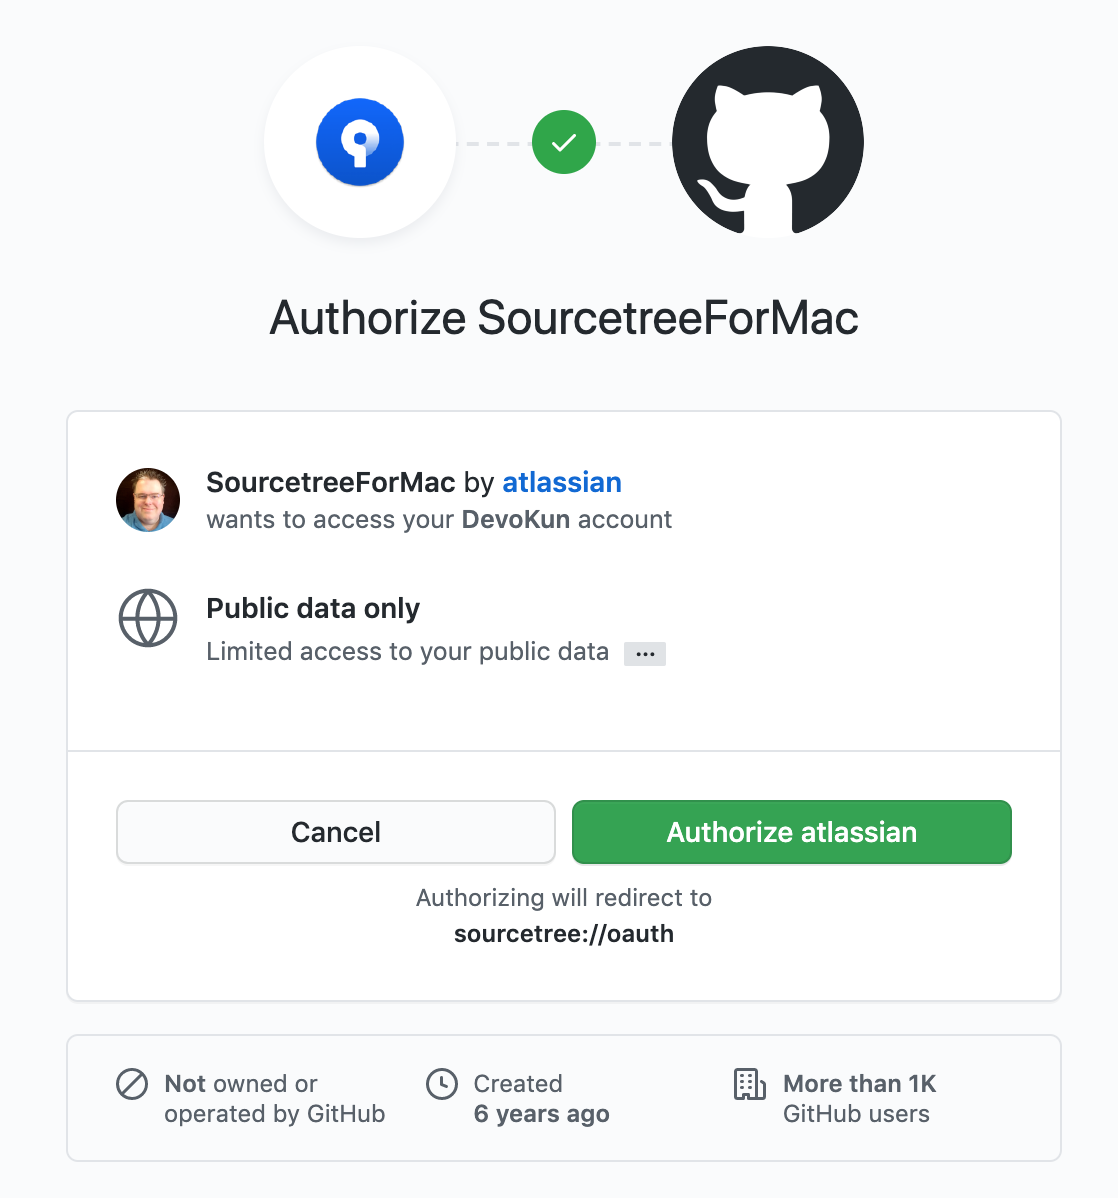 Authorize SourcetreeForMac
SourcetreeForMac by atlassian
wants to access your DevoKun account
Public data only
Limited access to your public data ...
Cancel
Authorize atlassian
Authorizing will redirect to
sourcetree://oauth
Not owned or
operated by GitHub
Created
6 years ago
More than 1K
GitHub users